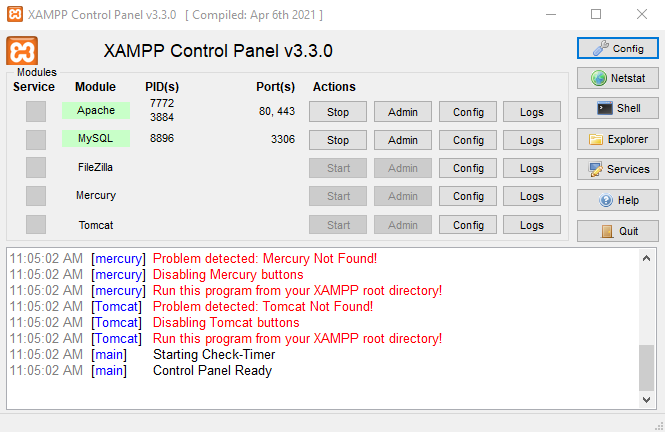 XAMPP Control Panel v3.3.0   [ Compiled: Apr 6th 2021 ]
XAMPP Control Panel v3.3.0
Config
Modules
Service Module PID(s) Port(s) Actions
Netstat
Apache 7772 3884 80, 443 Stop Admin Config Logs
Shell
MySQL 8896 3306 Stop Admin Config Logs
Explorer
FileZilla Start Admin Config Logs
Services
Mercury Start Admin Config Logs
Help
Tomcat Start Admin Config Logs
Quit
11:05:02 AM [mercury] Problem detected: Mercury Not Found!
11:05:02 AM [mercury] Disabling Mercury buttons
11:05:02 AM [mercury] Run this program from your XAMPP root directory!
11:05:02 AM [Tomcat] Problem detected: Tomcat Not Found!
11:05:02 AM [Tomcat] Disabling Tomcat buttons
11:05:02 AM [Tomcat] Run this program from your XAMPP root directory!
11:05:02 AM [main] Starting Check-Timer
11:05:02 AM [main] Control Panel Ready